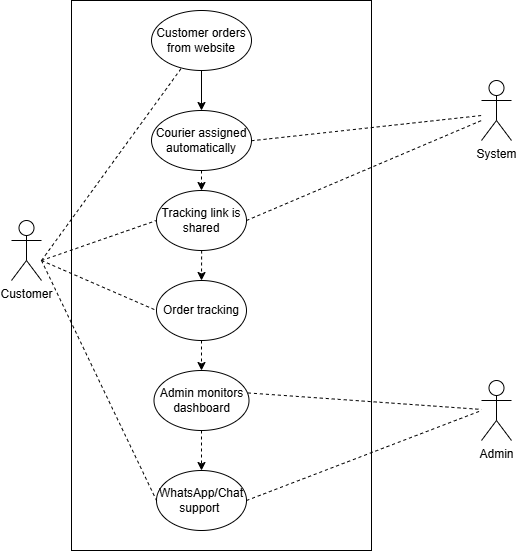 Customer orders
from website
Courier assigned
automatically
System
Tracking link is
shared
Customer
Order tracking
Admin monitors
dashboard
Admin
WhatsApp/Chat
support